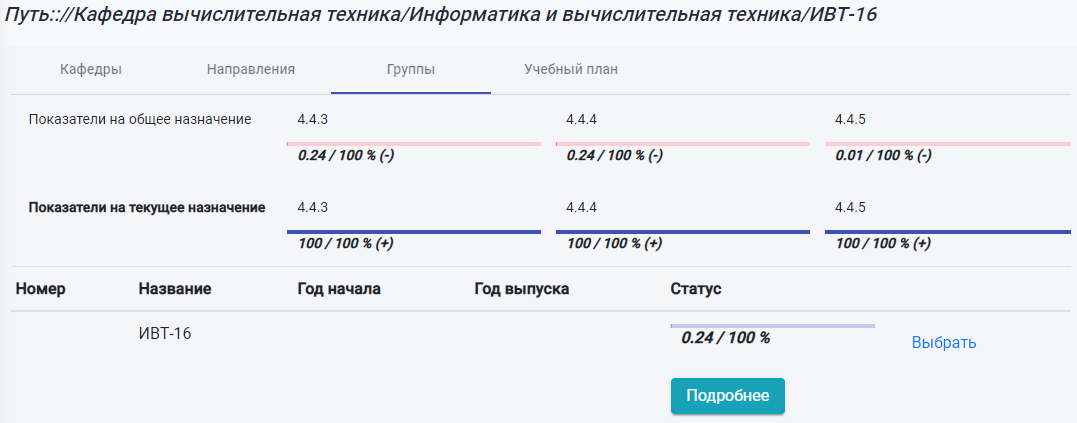 Путь:://Кафедра вычислительная техника/Информатика и вычислительная техника/ИВТ-16
Кафедры Направления Группы Учебный план
Показатели на общее назначение 4.4.3 4.4.4 4.4.5
0.24 / 100 % (-) 0.24 / 100 % (-) 0.01 / 100 % (-)
Показатели на текущее назначение 4.4.3 4.4.4 4.4.5
100 / 100 % (+) 100 / 100 % (+) 100 / 100 % (+)
Номер Название Год начала Год выпуска Статус
ИВТ-16 0.24 / 100 % Выбрать
Подробнее